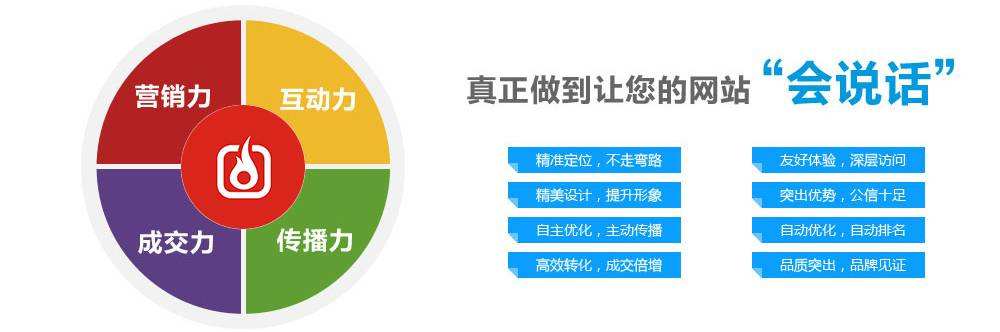 营销力
互动力
成交力
传播力
真正做到让您的网站“会说话”
精准定位，不走弯路
友好体验，深层访问
精美设计，提升形象
突出优势，公信十足
自主优化，主动传播
自动优化，自动排名
高效转化，成交倍增
品质突出，品牌见证